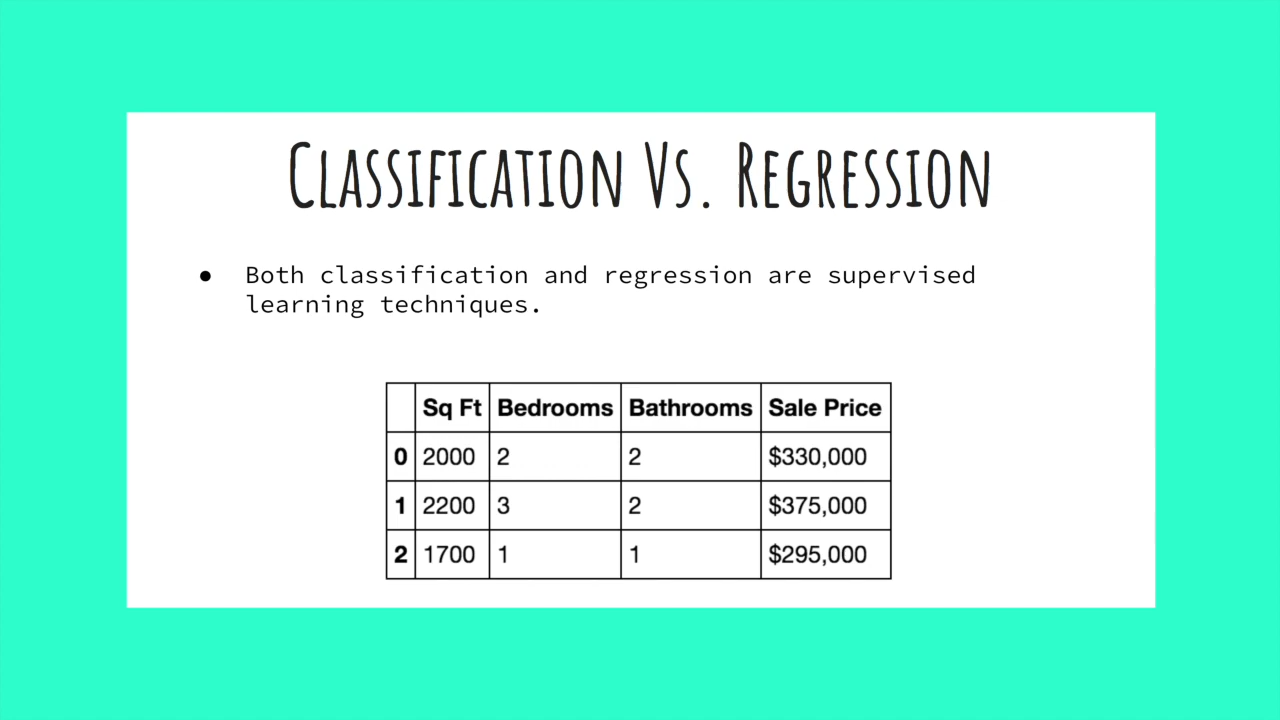 Classification Vs. Regression
● Both classification and regression are supervised
learning techniques.
Sq Ft Bedrooms Bathrooms Sale Price
0 2000 2 2 $330,000
1 2200 3 2 $375,000
2 1700 1 1 $295,000